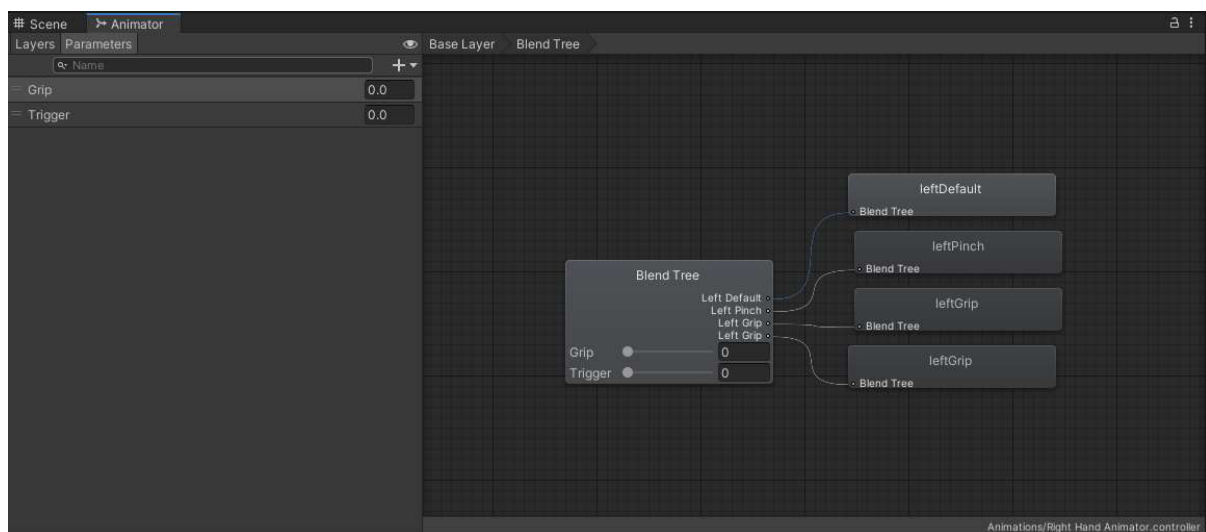 Scene Animator
Layers Parameters
Base Layer Blend Tree
Name
Grip 0.0
Trigger 0.0
leftDefault
Blend Tree
leftPinch
Blend Tree
leftGrip
Blend Tree
leftGrip
Blend Tree
Blend Tree
Left Default
Left Pinch
Left Grip
Left Grip
Grip 0
Trigger 0
Animations/Right Hand Animator.controller